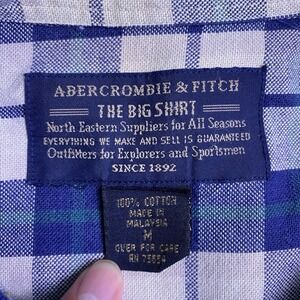 ABERCROMBIE & FITCH
THE BIG SHIRT
North Eastern Suppliers for All Seasons
EVERYTHING WE MAKE AND SELL IS GUARANTEED
Outfitters for Explorers and Sportsmen
SINCE 1892
100% COTTON
MADE IN
MALAYSIA
M
OVER FOR CARE
RN 75654